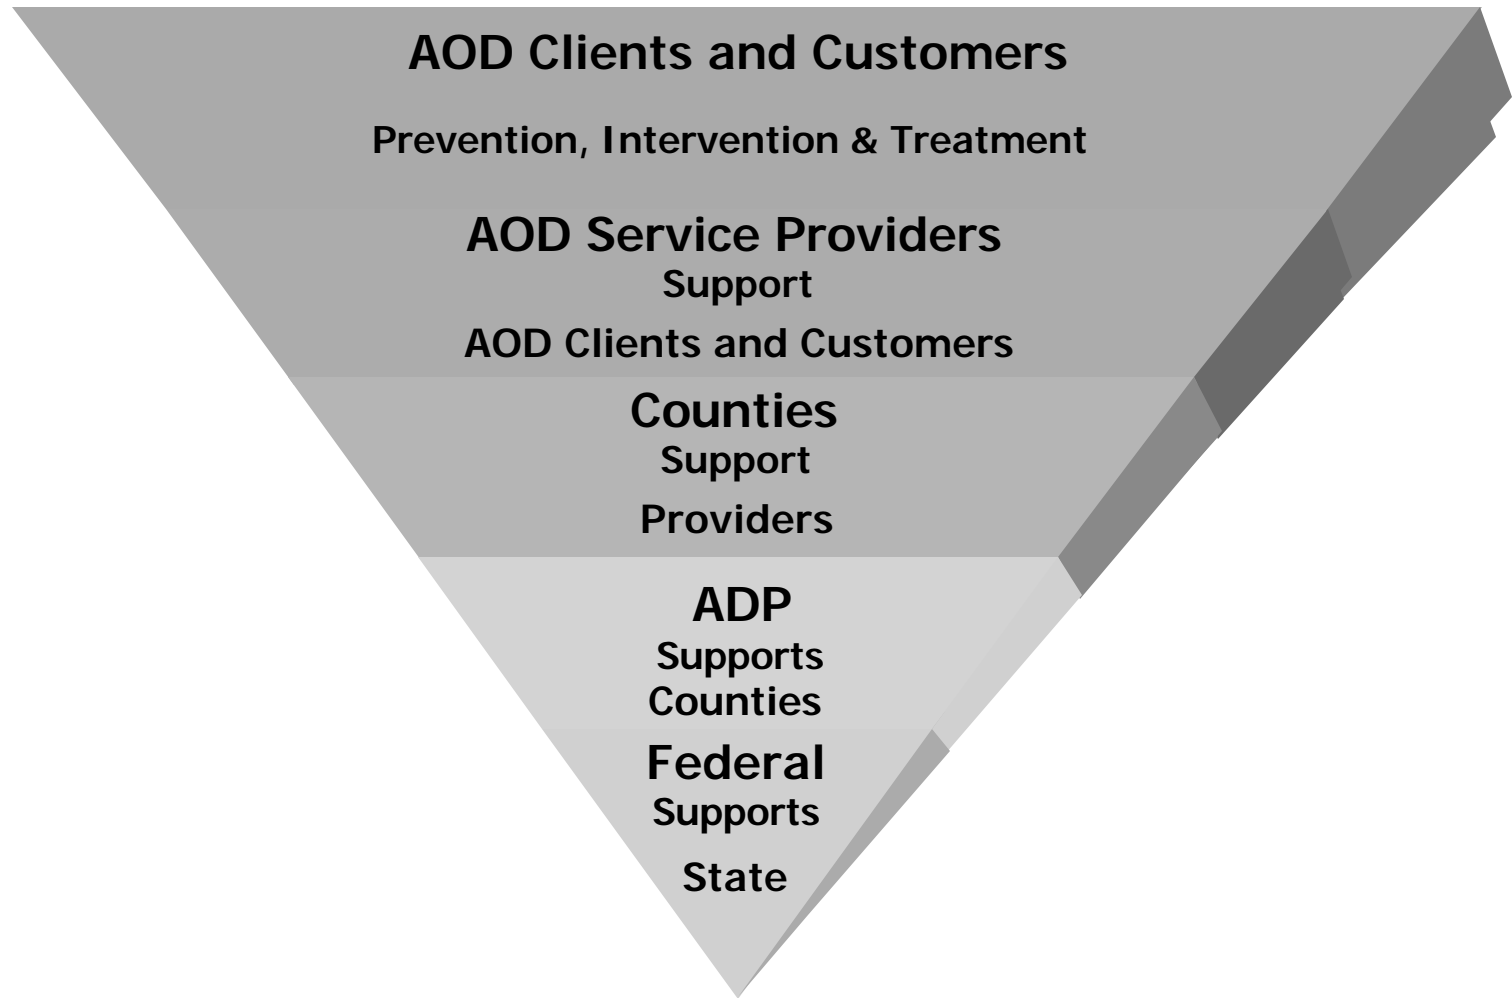 AOD Clients and Customers
Prevention, Intervention & Treatment
AOD Service Providers
Support
AOD Clients and Customers
Counties
Support
Providers
ADP
Supports
Counties
Federal
Supports
State